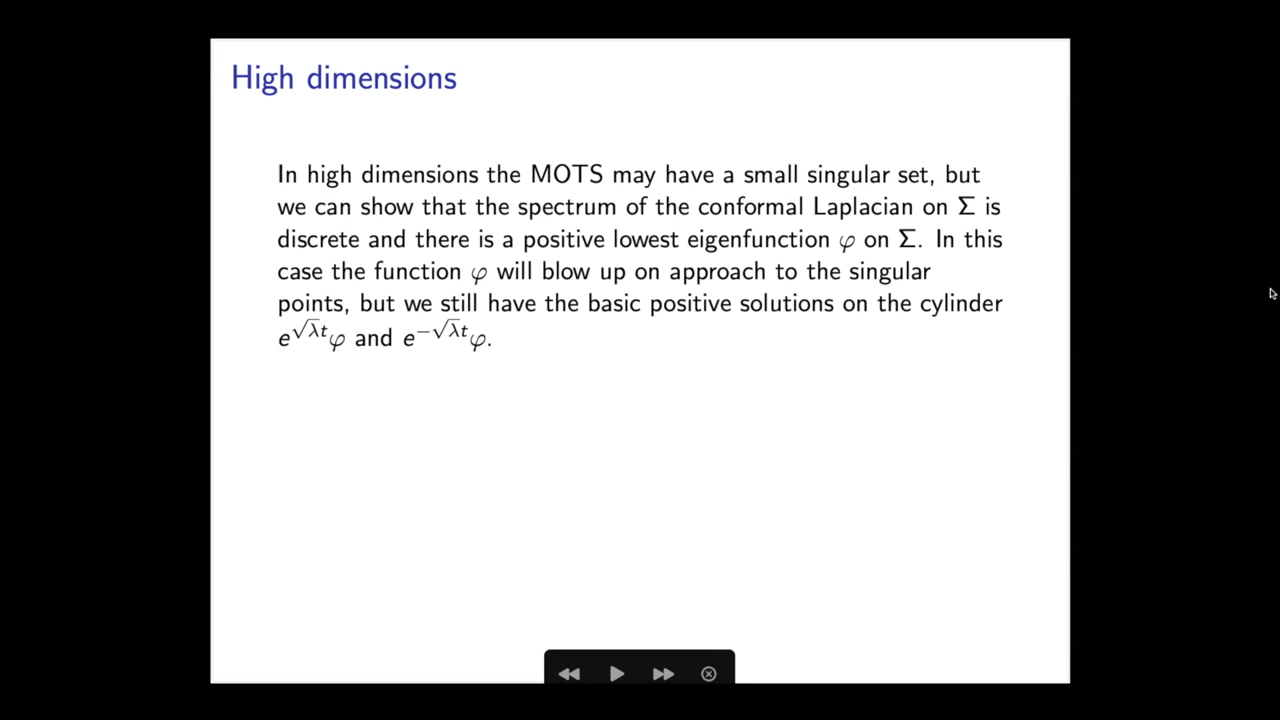 High dimensions
In high dimensions the MOTS may have a small singular set, but
we can show that the spectrum of the conformal Laplacian on Σ is
discrete and there is a positive lowest eigenfunction φ on Σ. In this
case the function φ will blow up on approach to the singular
points, but we still have the basic positive solutions on the cylinder
e^{√λt}φ and e^{−√λt}φ.